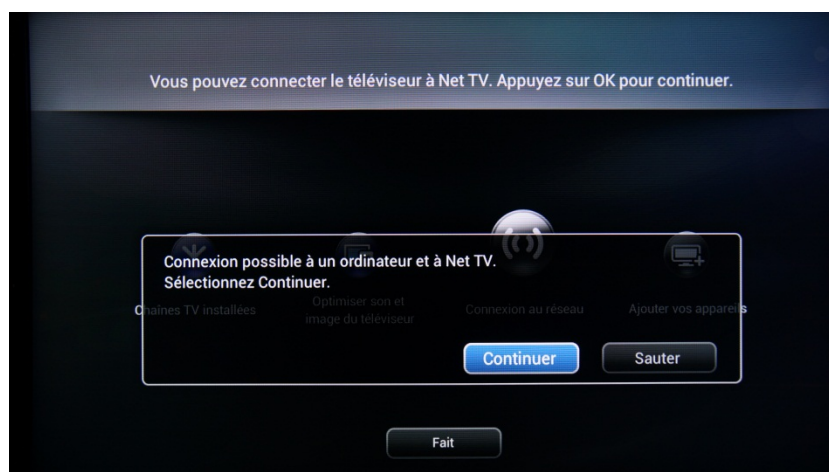 Vous pouvez connecter le téléviseur à Net TV. Appuyez sur OK pour continuer.
Connexion possible à un ordinateur et à Net TV.
Sélectionnez Continuer.
Chaînes TV installées
Optimiser son et
image du téléviseur
Connexion au réseau
Ajouter vos appareils
Continuer
Sauter
Fait